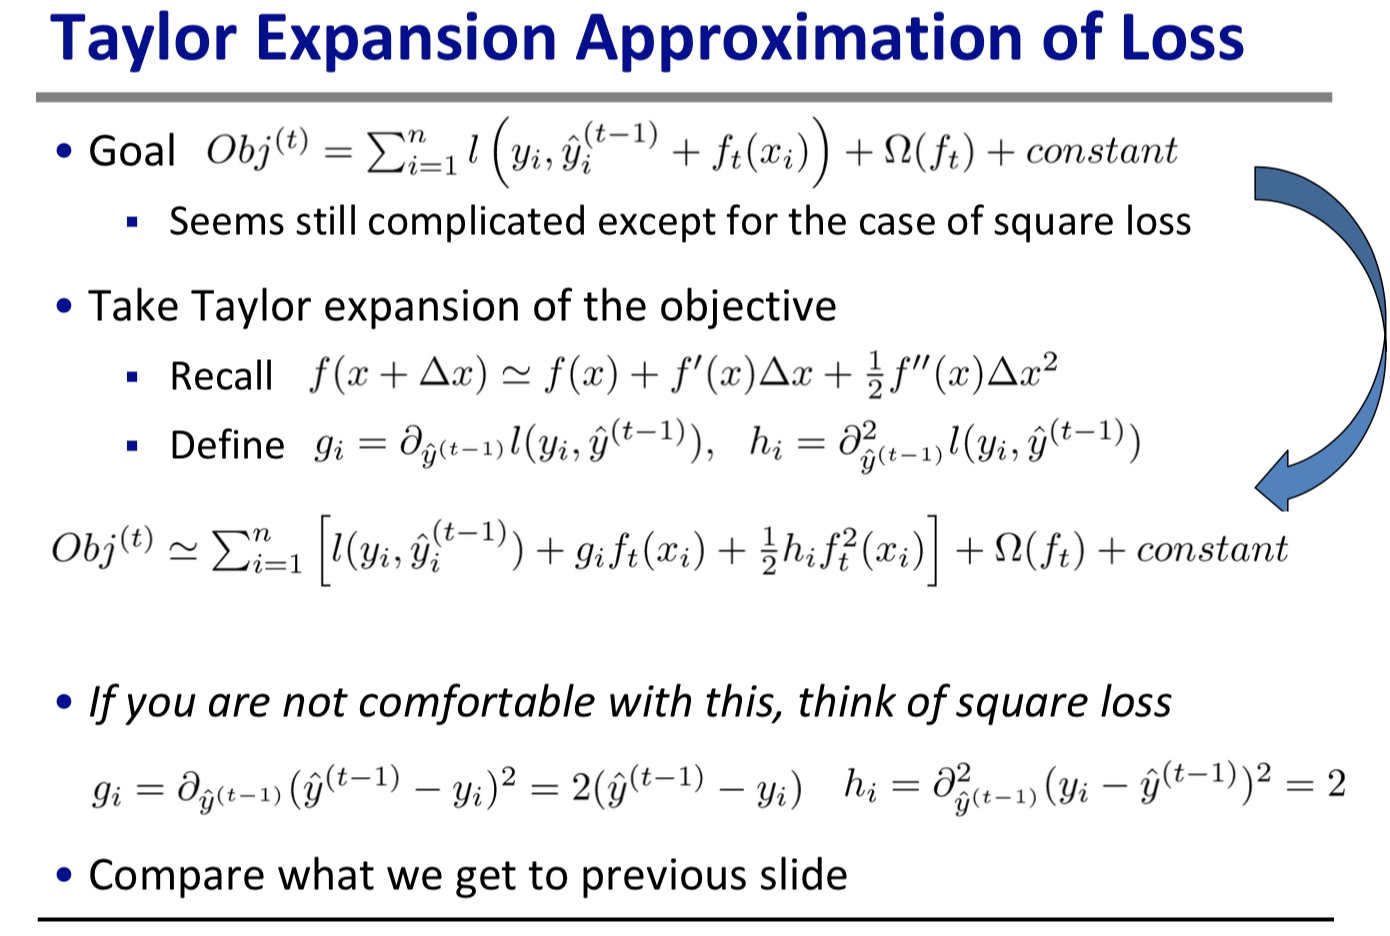 Taylor Expansion Approximation of Loss
• Goal $Obj^{(t)} = \sum_{i=1}^{n} l\left(y_i, \hat{y}_i^{(t-1)} + f_t(x_i)\right) + \Omega(f_t) + constant$
▪ Seems still complicated except for the case of square loss
• Take Taylor expansion of the objective
▪ Recall $f(x + \Delta x) \simeq f(x) + f'(x)\Delta x + \frac{1}{2} f''(x)\Delta x^2$
▪ Define $g_i = \partial_{\hat{y}^{(t-1)}} l(y_i, \hat{y}^{(t-1)}), \; h_i = \partial^2_{\hat{y}^{(t-1)}} l(y_i, \hat{y}^{(t-1)})$
$Obj^{(t)} \simeq \sum_{i=1}^{n} \left[l(y_i, \hat{y}_i^{(t-1)}) + g_i f_t(x_i) + \frac{1}{2} h_i f_t^2(x_i)\right] + \Omega(f_t) + constant$
• If you are not comfortable with this, think of square loss
$g_i = \partial_{\hat{y}^{(t-1)}} (\hat{y}^{(t-1)} - y_i)^2 = 2(\hat{y}^{(t-1)} - y_i) \quad h_i = \partial^2_{\hat{y}^{(t-1)}} (y_i - \hat{y}^{(t-1)})^2 = 2$
• Compare what we get to previous slide